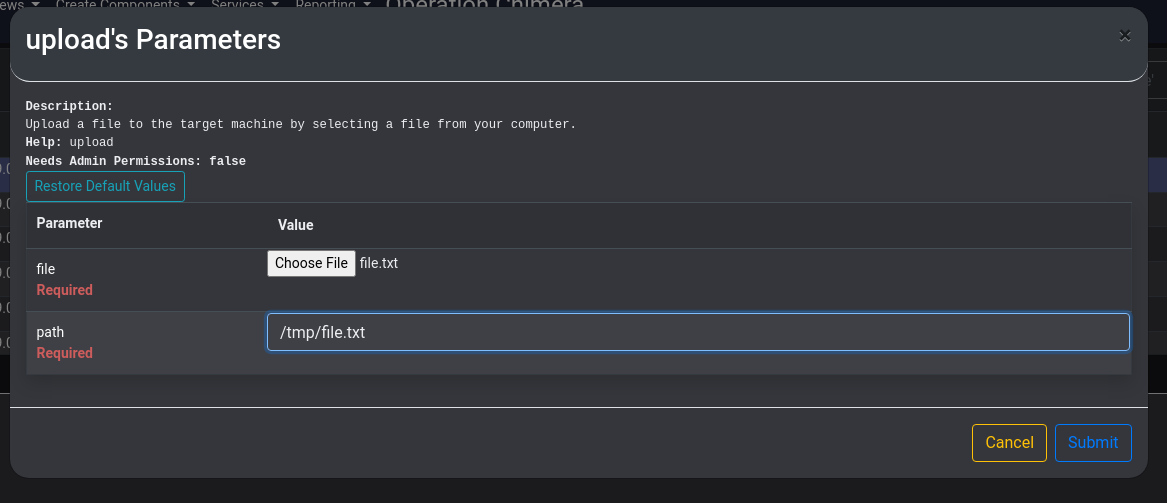 ews Create Components Services Reporting Operation Chimera
upload's Parameters
×
Description:
Upload a file to the target machine by selecting a file from your computer.
Help: upload
Needs Admin Permissions: false
Restore Default Values
Parameter Value
file
Required
Choose File file.txt
path
Required
/tmp/file.txt
Cancel Submit